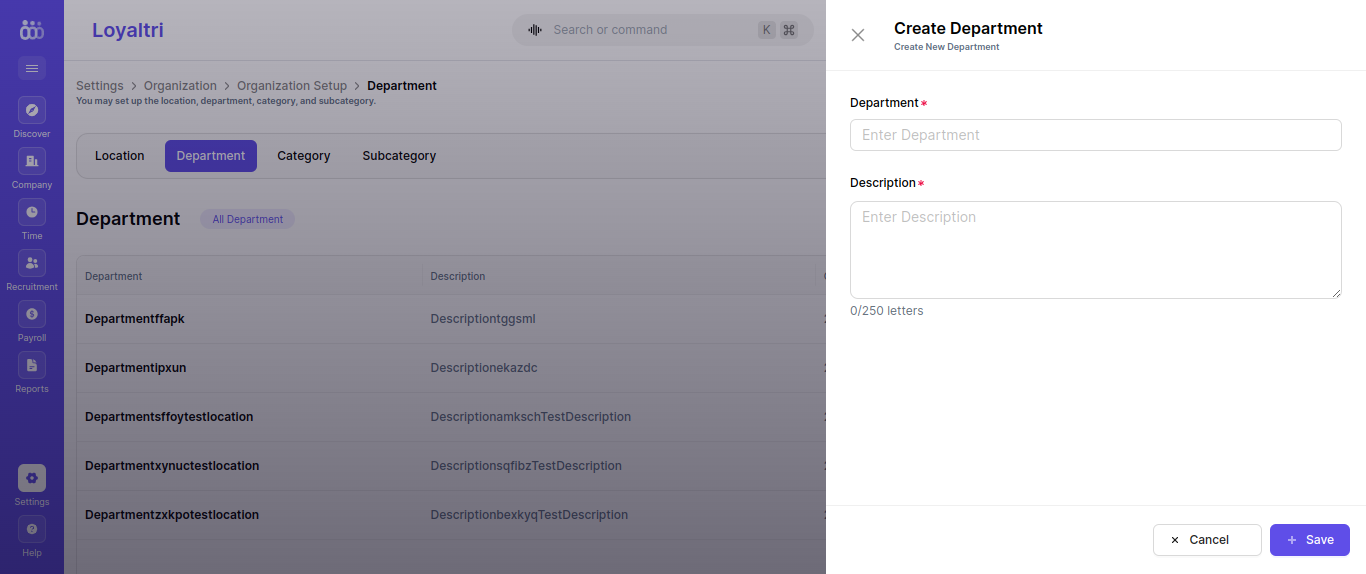 Loyaltri
Search or command
K ⌘
Discover
Company
Time
Recruitment
Payroll
Reports
Settings
Help
Settings > Organization > Organization Setup > Department
You may set up the location, department, category, and subcategory.
Location Department Category Subcategory
Department All Department
Department Description
Departmentffapk Descriptiontggsml
Departmentipxun Descriptionekazdc
Departmentsffoytestlocation DescriptionamkschTestDescription
Departmentxynuctestlocation DescriptionsqfibzTestDescription
Departmentzxkpotestlocation DescriptionbexkyqTestDescription
Create Department
Create New Department
Department *
Enter Department
Description *
Enter Description
0/250 letters
× Cancel
+ Save